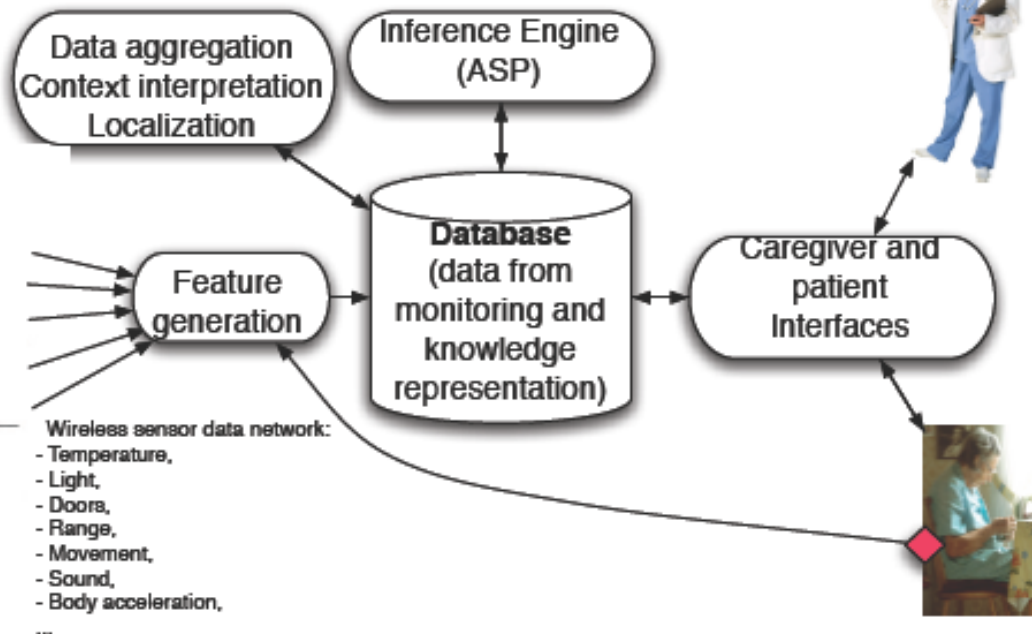 Data aggregation
Context interpretation
Localization
Inference Engine
(ASP)
Database
(data from
monitoring and
knowledge
representation)
Feature
generation
Caregiver and
patient
Interfaces
Wireless sensor data network:
- Temperature,
- Light,
- Doors,
- Range,
- Movement,
- Sound,
- Body acceleration,
...